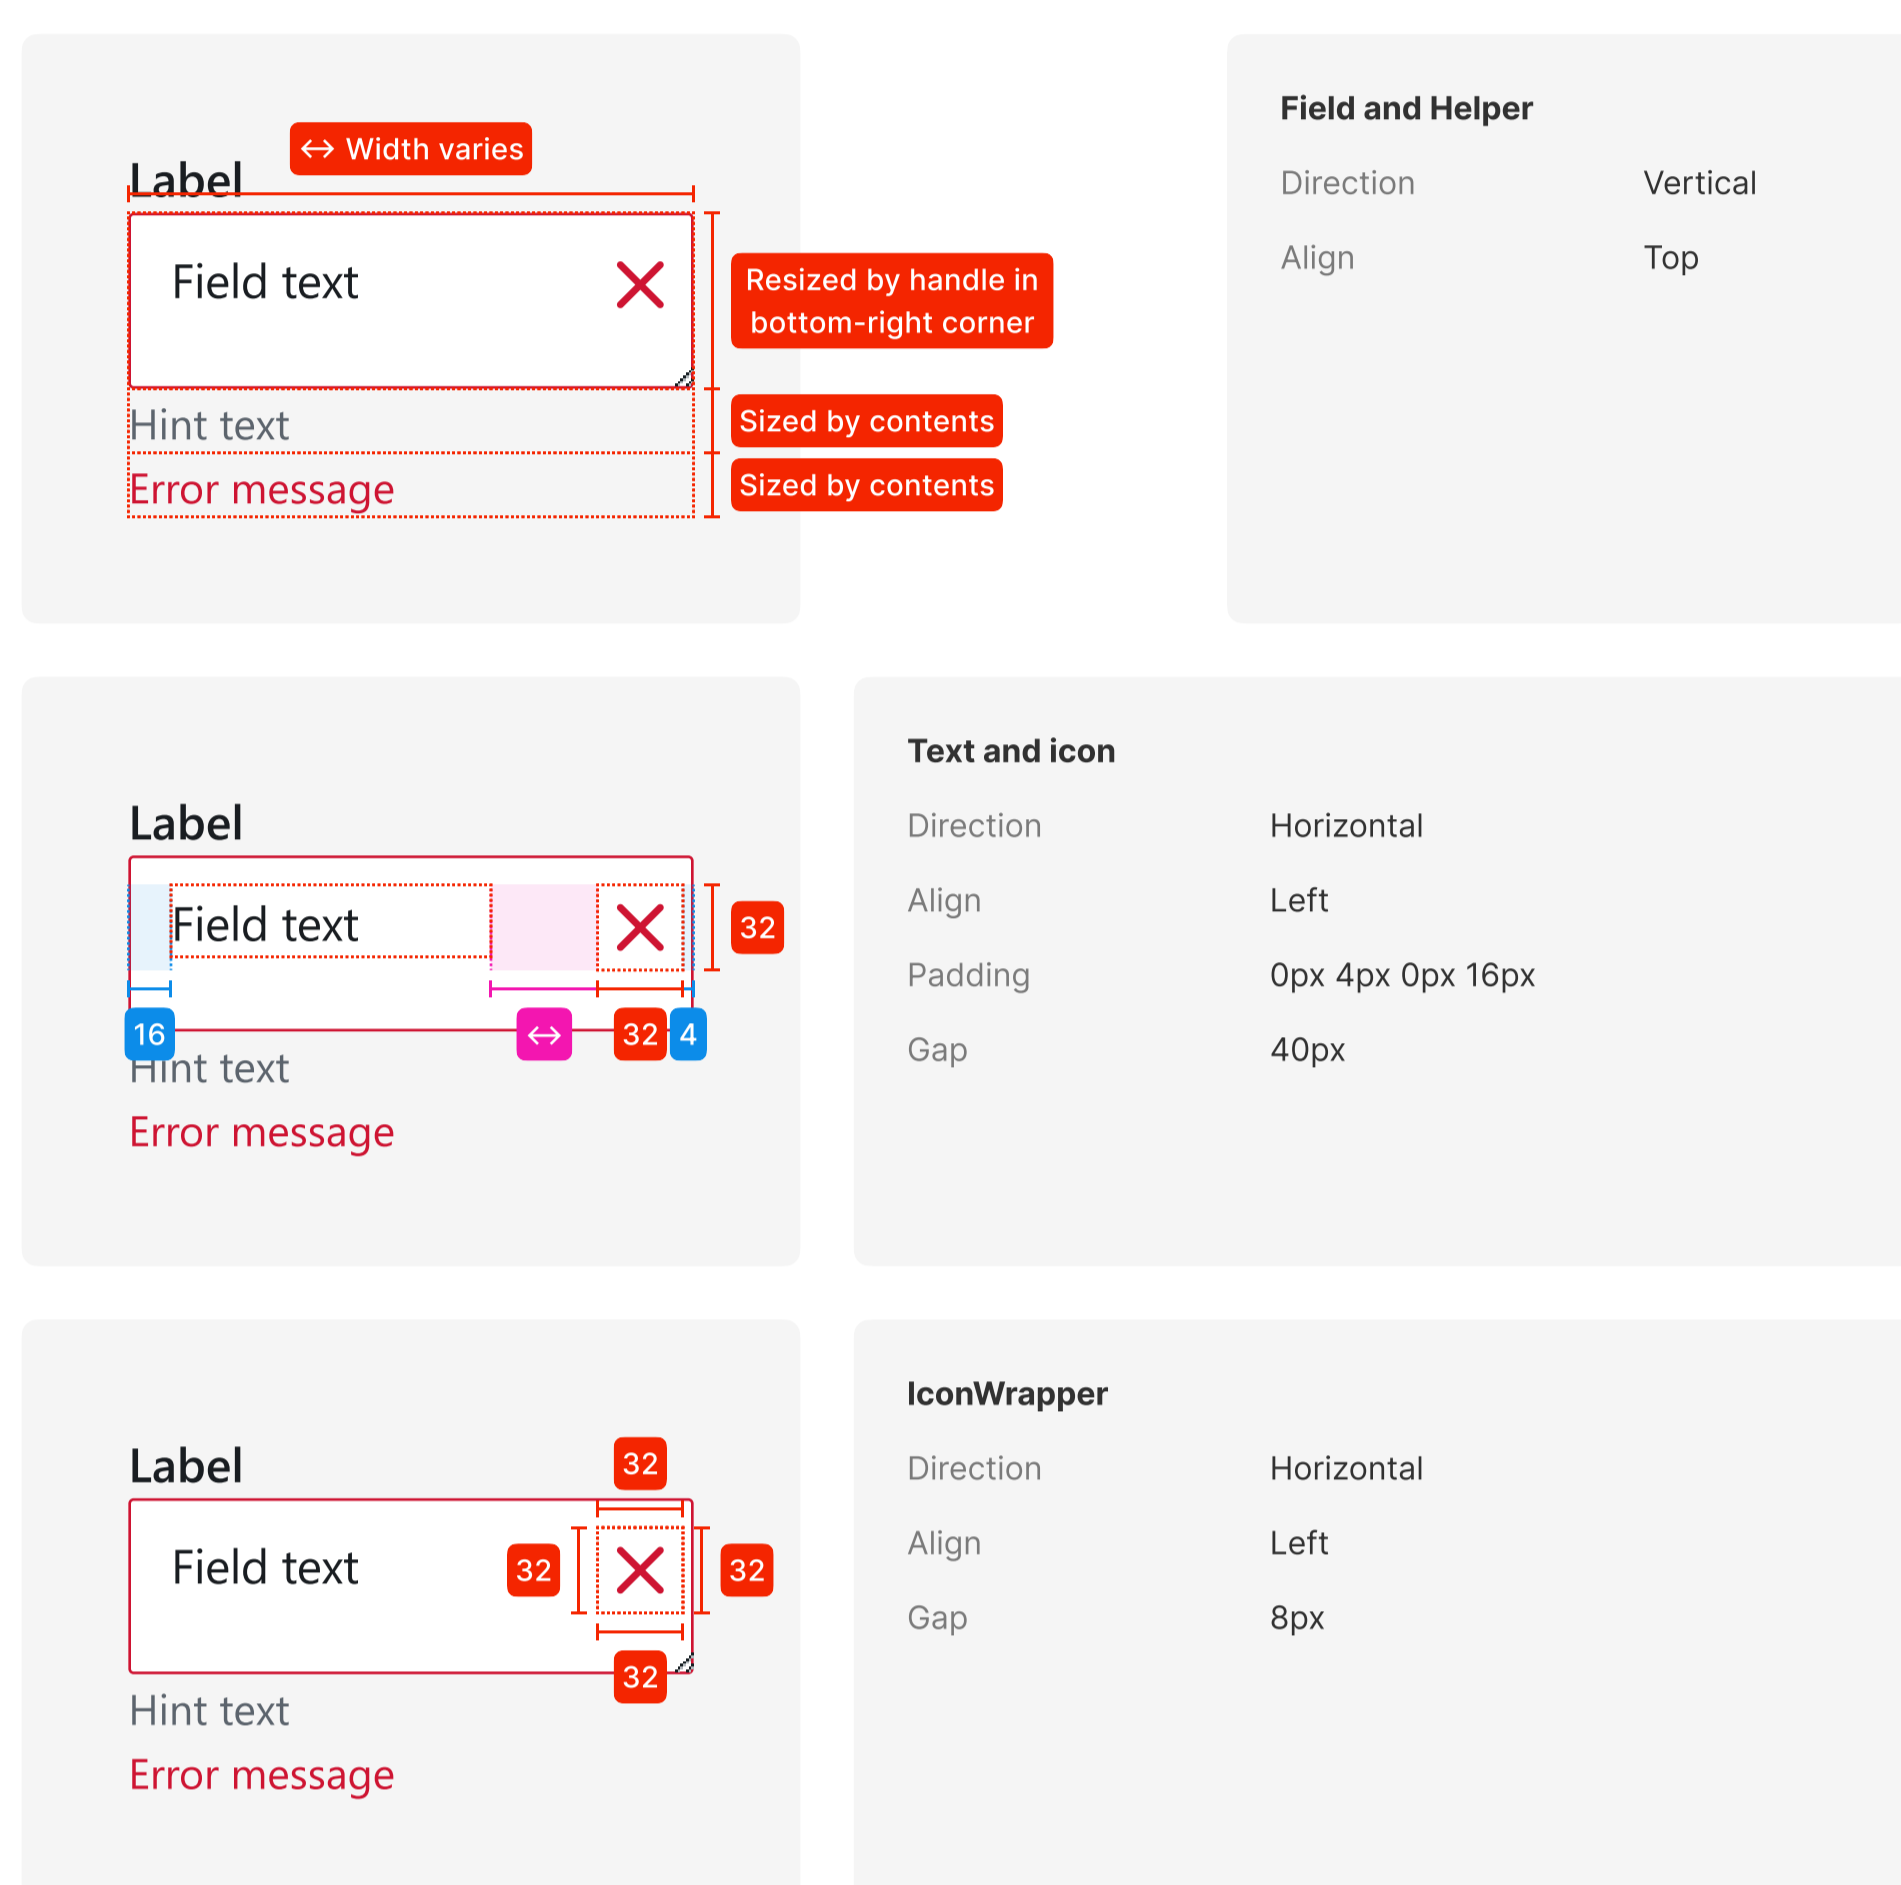 ↔ Width varies
Label
Field text
Resized by handle in
bottom-right corner
Hint text
Sized by contents
Error message
Sized by contents
Field and Helper
Direction Vertical
Align Top
Label
Field text
32
16 ↔ 32 4
Hint text
Error message
Text and icon
Direction Horizontal
Align Left
Padding 0px 4px 0px 16px
Gap 40px
Label
32
Field text
32
32
32
Hint text
Error message
IconWrapper
Direction Horizontal
Align Left
Gap 8px